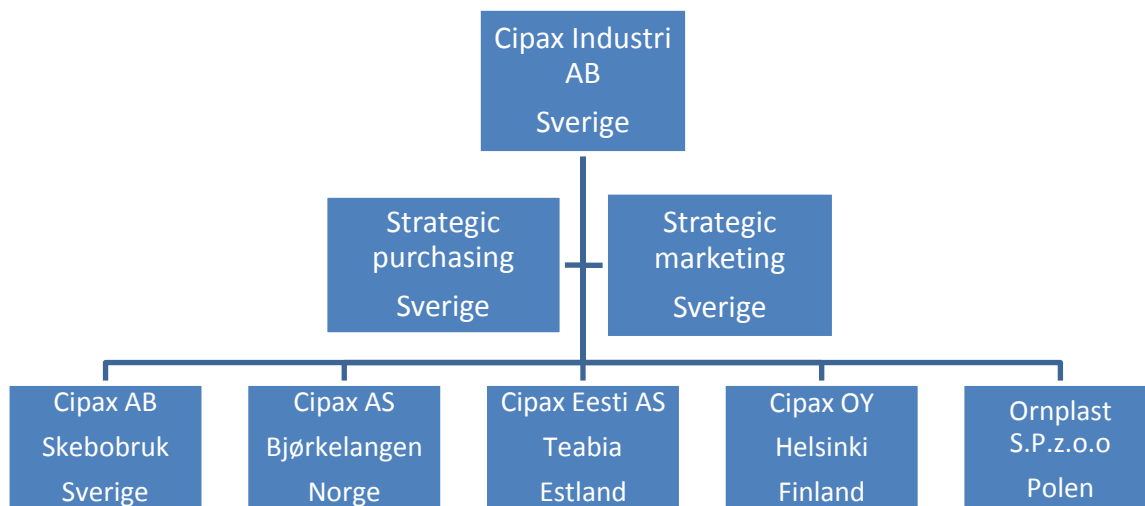 Cipax Industri
AB
Sverige
Strategic
purchasing
Sverige
Strategic
marketing
Sverige
Cipax AB
Skebobruk
Sverige
Cipax AS
Bjørkelangen
Norge
Cipax Eesti AS
Teabia
Estland
Cipax OY
Helsinki
Finland
Ornplast
S.P.z.o.o
Polen